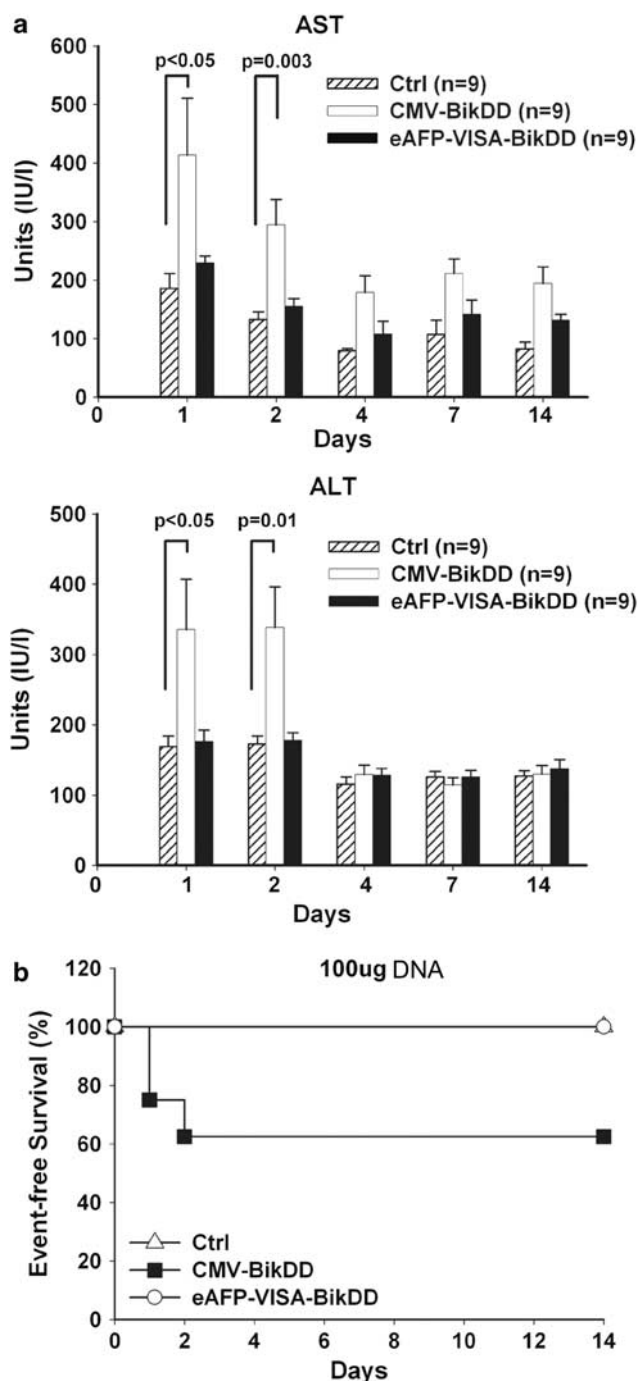 a
AST
600
500
400
300
200
100
0
Units (IU/l)
p<0.05
p=0.003
Ctrl (n=9)
CMV-BikDD (n=9)
eAFP-VISA-BikDD (n=9)
0 1 2 4 7 14
Days
ALT
500
400
300
200
100
0
Units (IU/l)
p<0.05
p=0.01
Ctrl (n=9)
CMV-BikDD (n=9)
eAFP-VISA-BikDD (n=9)
0 1 2 4 7 14
Days
b
100ug DNA
120
100
80
60
40
20
0
Event-free Survival (%)
Ctrl
CMV-BikDD
eAFP-VISA-BikDD
0 2 4 6 8 10 12 14
Days